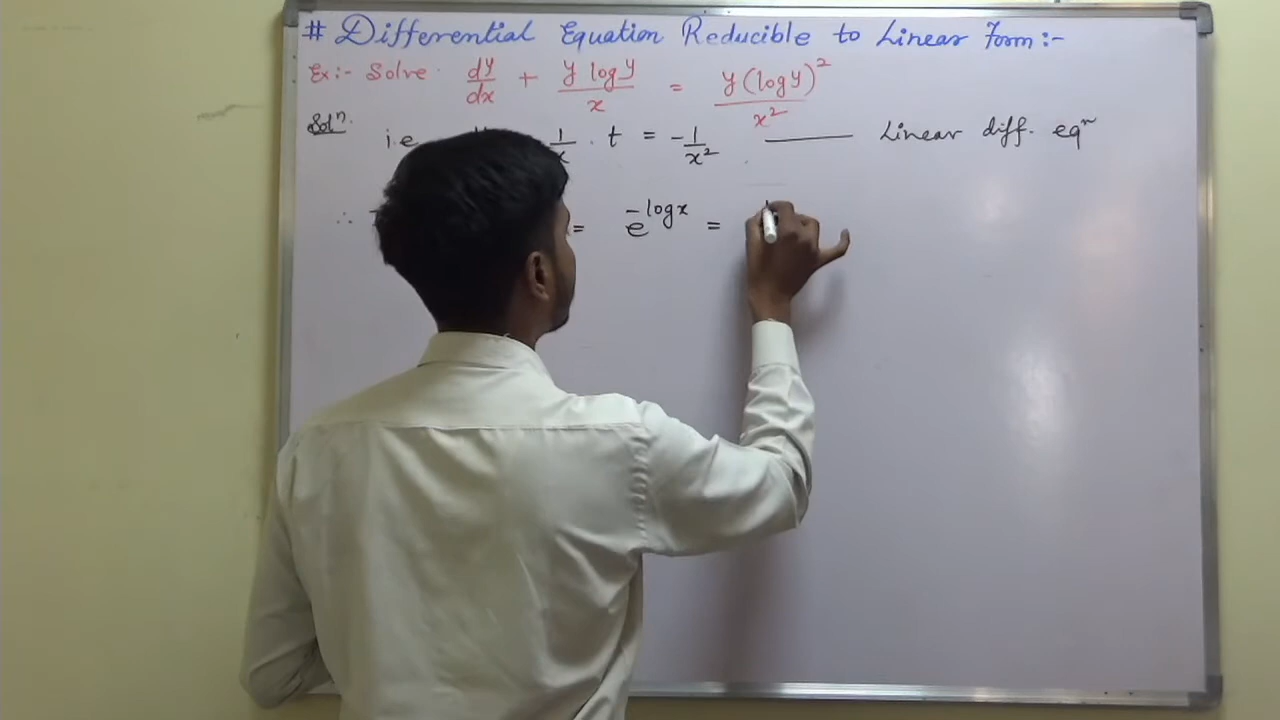 # Differential Equation Reducible to Linear Form:-
Ex:- Solve dy/dx + y log y/x = y(log y)²/x²
Solⁿ. i.e 1/x . t = -1/x² ——— Linear diff. eqⁿ
∴ = e^(-log x) =